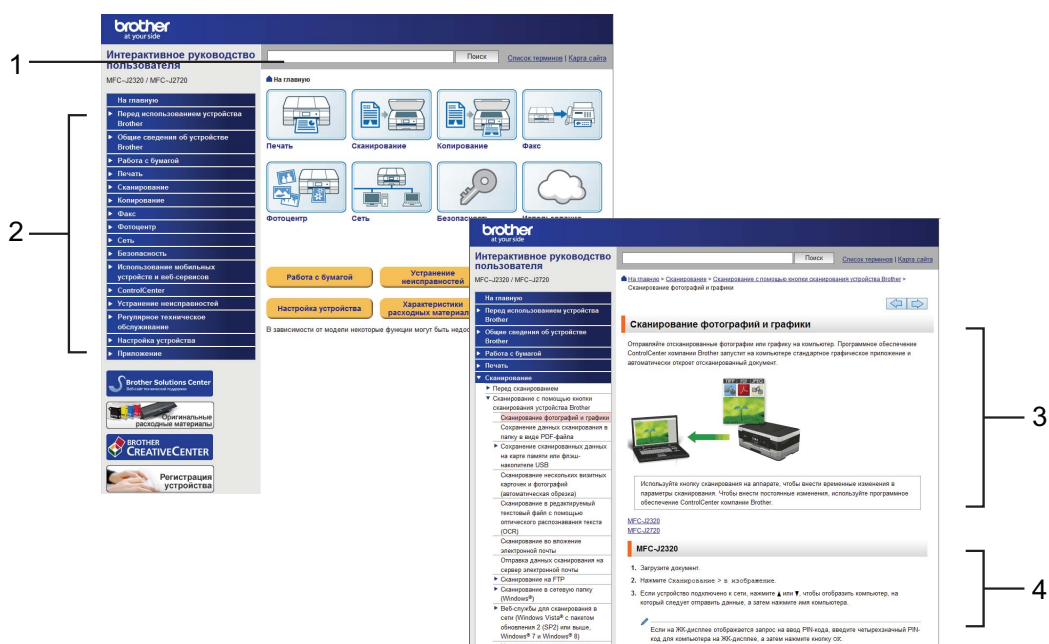 brother
at your side
Интерактивное руководство
пользователя
MFC-J2320 / MFC-J2720
Поиск
Список терминов | Карта сайта
1
На главную
2
На главную
Перед использованием устройства
Brother
Общие сведения об устройстве
Brother
Работа с бумагой
Печать
Сканирование
Копирование
Факс
Фотоцентр
Сеть
Безопасность
Использование мобильных
устройств и веб-сервисов
ControlCenter
Устранение неисправностей
Регулярное техническое
обслуживание
Настройка устройства
Приложение
Brother Solutions Center
Веб-сайт технической поддержки
Оригинальные
расходные материалы
BROTHER
CREATIVECENTER
Регистрация
устройства
Печать
Сканирование
Копирование
Факс
Фотоцентр
Сеть
Безопасность
Использование
Работа с бумагой
Устранение
неисправностей
Настройка устройства
Характеристики
расходных материал
В зависимости от модели некоторые функции могут быть недос
brother
at your side
Интерактивное руководство
пользователя
MFC-J2320 / MFC-J2720
Поиск
Список терминов | Карта сайта
На главную
Перед использованием устройства
Brother
Общие сведения об устройстве
Brother
Работа с бумагой
Печать
Сканирование
Перед сканированием
Сканирование с помощью кнопки
сканирования устройства Brother
Сканирование фотографий и графики
Сохранение данных сканирования в
папку в виде PDF-файла
Сохранение сканированных данных
на карте памяти или флэш-
накопителе USB
Сканирование нескольких визитных
карточек и фотографий
(автоматическая обрезка)
Сканирование в редактируемый
текстовый файл с помощью
оптического распознавания текста
(OCR)
Сканирование во вложение
электронной почты
Отправка данных сканирования на
сервер электронной почты
Сканирование на FTP
Сканирование в сетевую папку
(Windows®)
Веб-службы для сканирования в
сети (Windows Vista® с пакетом
обновления 2 (SP2) или выше,
Windows® 7 и Windows® 8)
На главную > Сканирование > Сканирование с помощью кнопки сканирования устройства Brother >
Сканирование фотографий и графики
Сканирование фотографий и графики
Отправляйте отсканированные фотографии или графику на компьютер. Программное обеспечение
ControlCenter компании Brother запустит на компьютере стандартное графическое приложение и
автоматически откроет отсканированный документ.
3
Используйте кнопку сканирования на аппарате, чтобы внести временные изменения в
параметры сканирования. Чтобы внести постоянные изменения, используйте программное
обеспечение ControlCenter компании Brother.
MFC-J2320
MFC-J2720
MFC-J2320
1. Загрузите документ.
2. Нажмите Сканирование > в изображение.
3. Если устройство подключено к сети, нажмите ▲ или ▼, чтобы отобразить компьютер, на
который следует отправить данные, а затем нажмите имя компьютера.
4
Если на ЖК-дисплее отображается запрос на ввод PIN-кода, введите четырехзначный PIN-
код для компьютера на ЖК-дисплее, а затем нажмите кнопку OK.